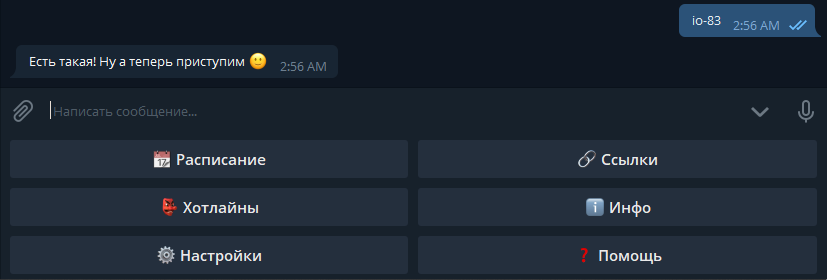 io-83 2:56 AM
Есть такая! Ну а теперь приступим 🙂 2:56 AM
Написать сообщение...
📆 Расписание
🔗 Ссылки
👺 Хотлайны
ℹ️ Инфо
⚙️ Настройки
❓ Помощь